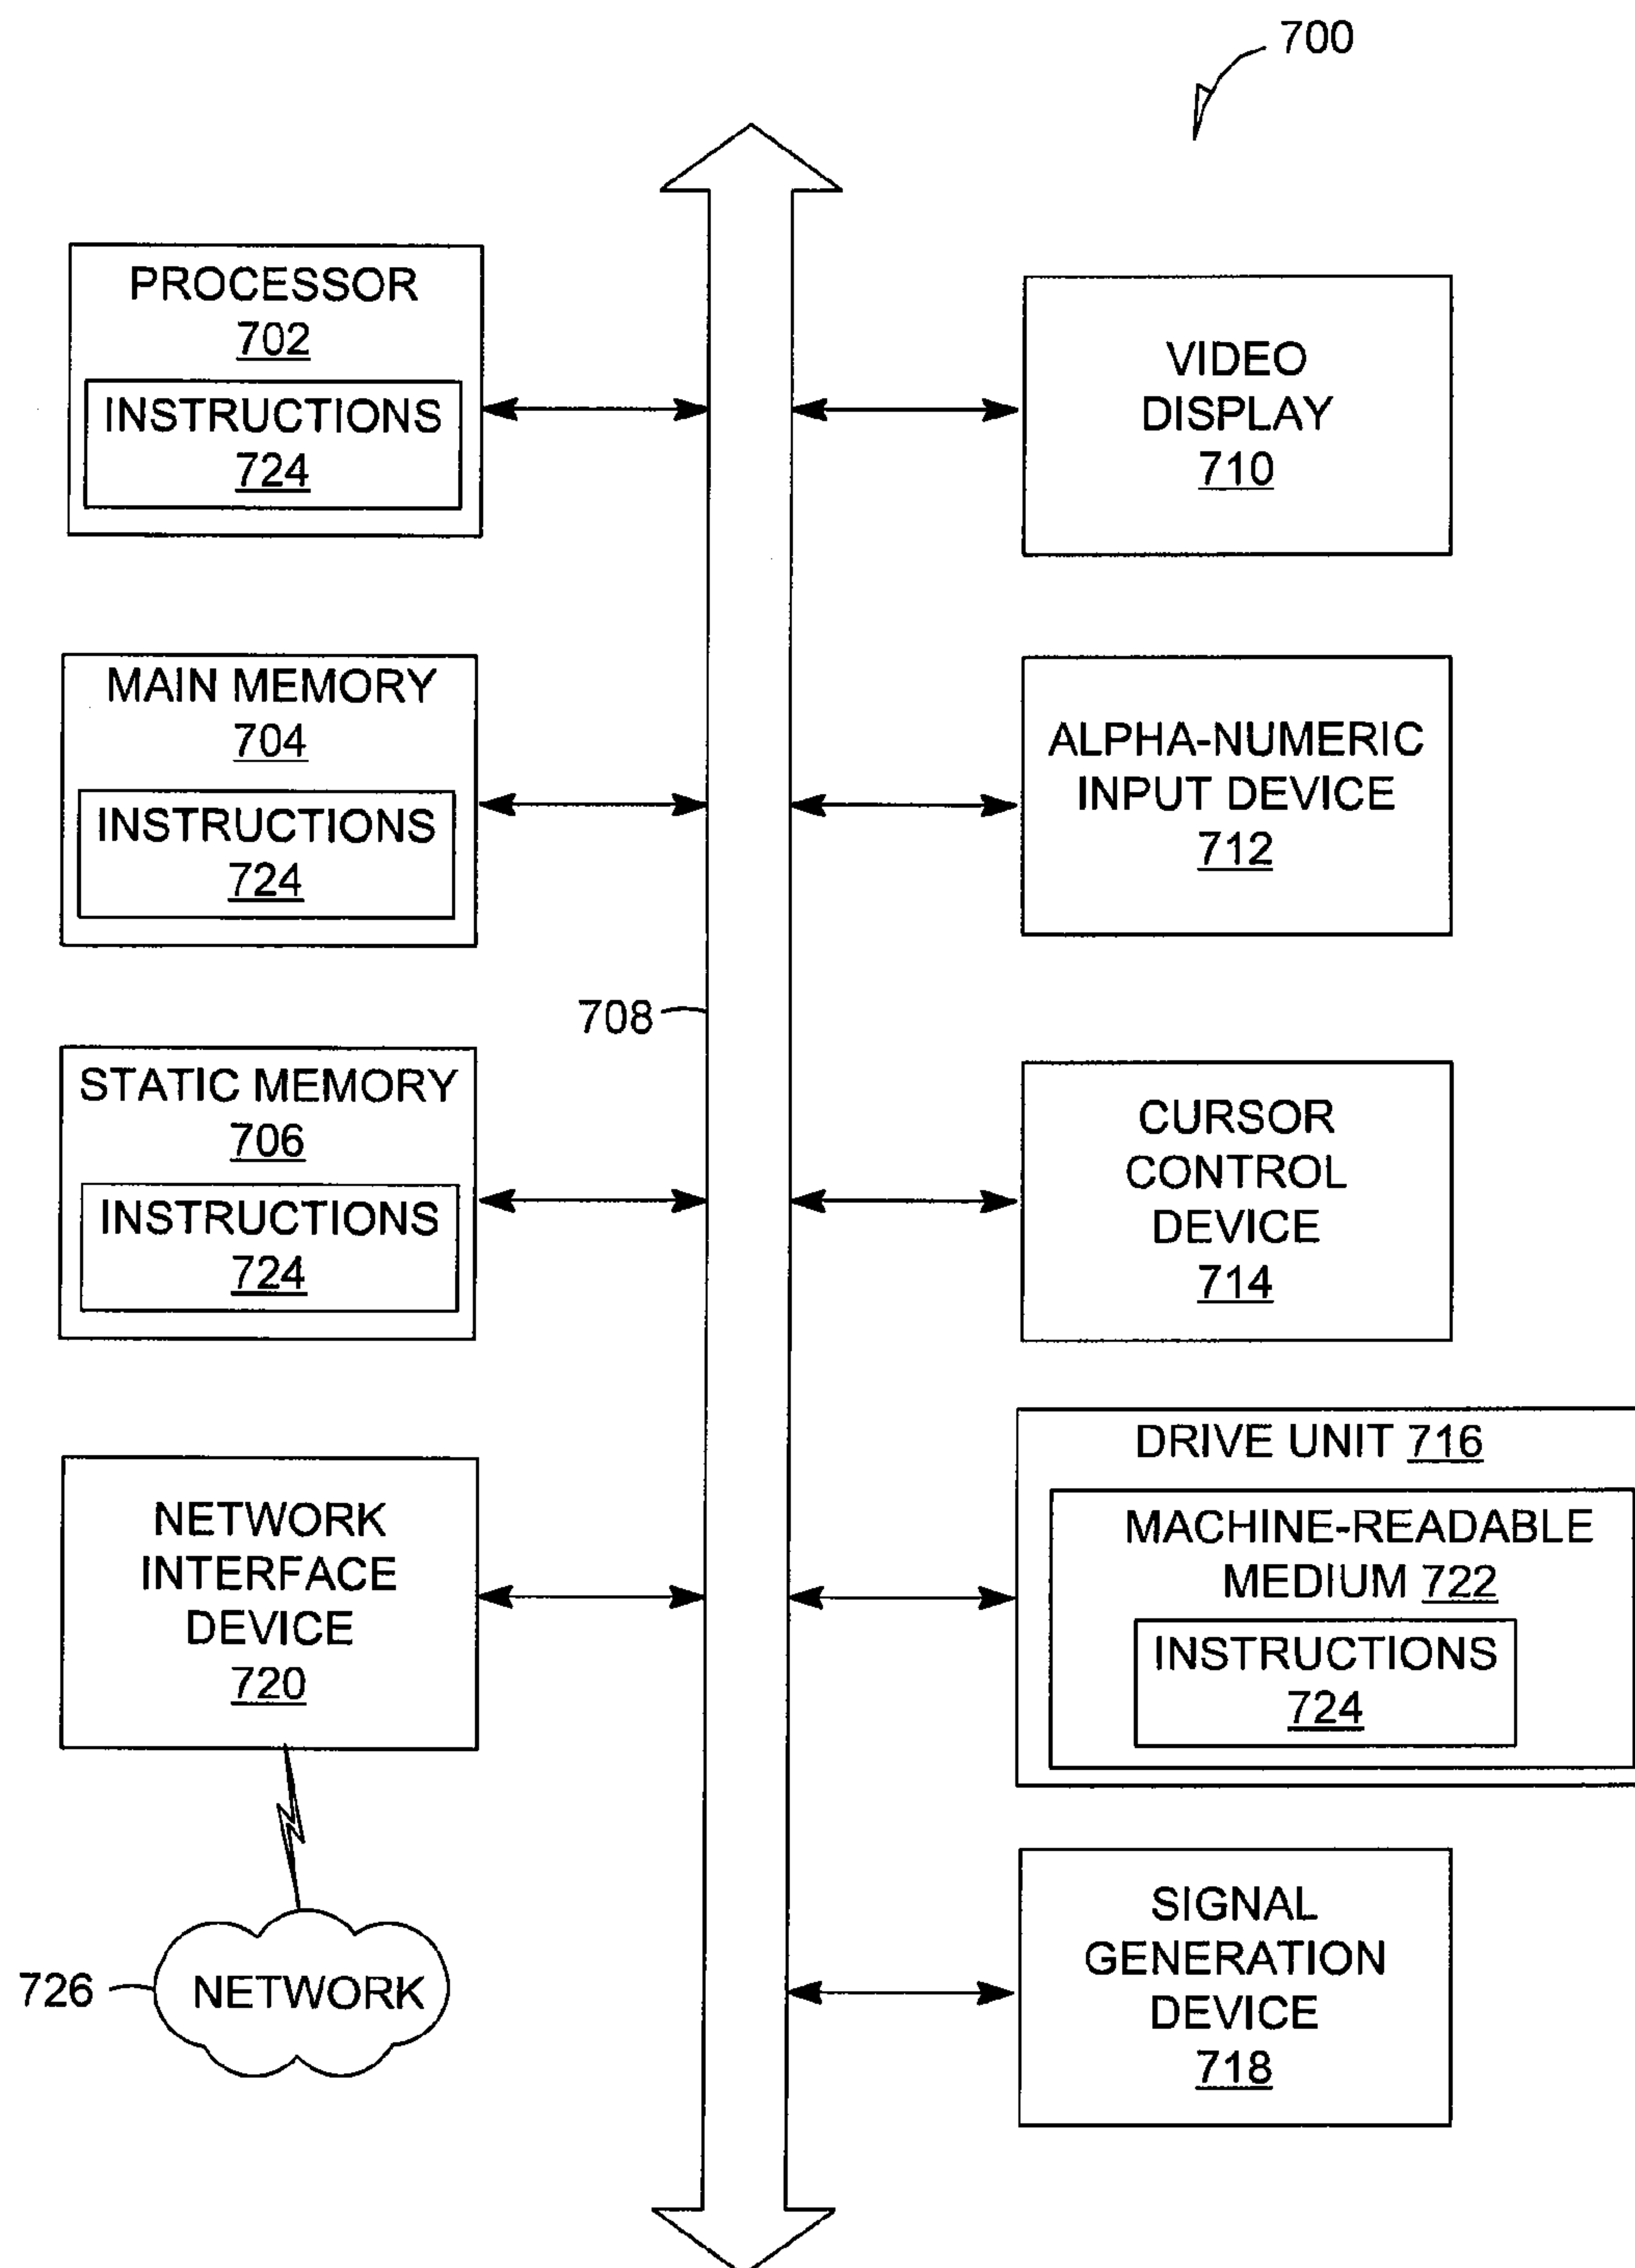 700
PROCESSOR
702
INSTRUCTIONS
724
MAIN MEMORY
704
INSTRUCTIONS
724
708
STATIC MEMORY
706
INSTRUCTIONS
724
NETWORK
INTERFACE
DEVICE
720
726
NETWORK
VIDEO
DISPLAY
710
ALPHA-NUMERIC
INPUT DEVICE
712
CURSOR
CONTROL
DEVICE
714
DRIVE UNIT 716
MACHINE-READABLE
MEDIUM 722
INSTRUCTIONS
724
SIGNAL
GENERATION
DEVICE
718